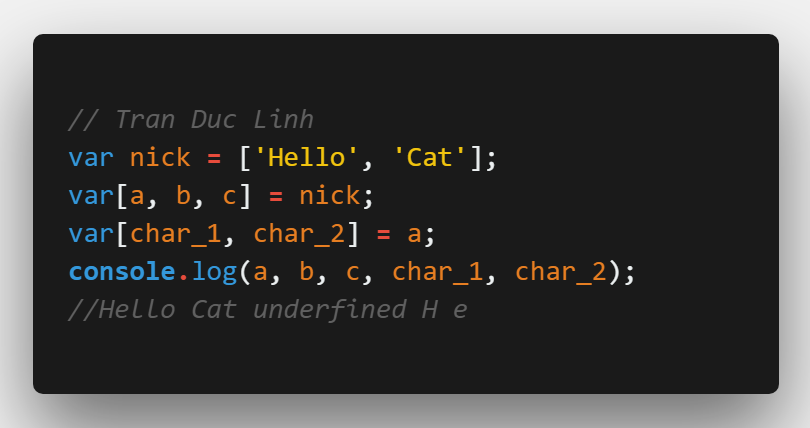 // Tran Duc Linh
var nick = ['Hello', 'Cat'];
var[a, b, c] = nick;
var[char_1, char_2] = a;
console.log(a, b, c, char_1, char_2);
//Hello Cat underfined H e